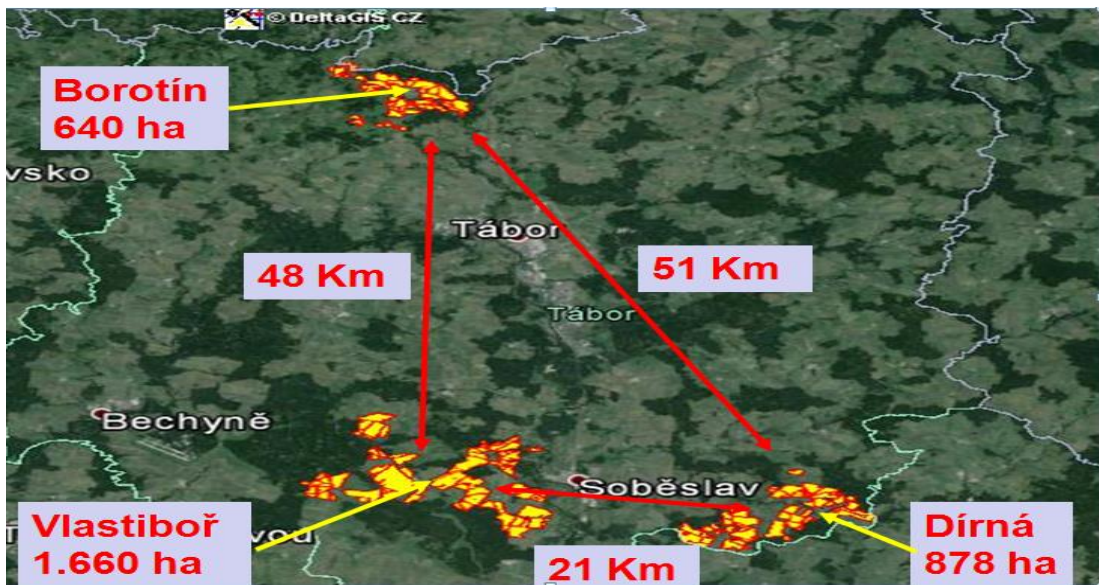 © DeltaGIS CZ
Borotín
640 ha
vsko
Tábor
48 Km
51 Km
Tábor
Bechyně
Soběslav
Vlastiboř
1.660 ha
vou
21 Km
Dírná
878 ha